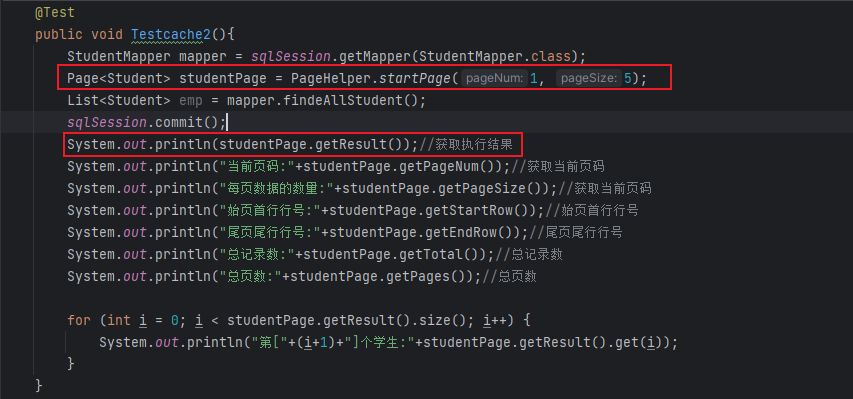 @Test
public void Testcache2(){
StudentMapper mapper = sqlSession.getMapper(StudentMapper.class);
Page<Student> studentPage = PageHelper.startPage( pageNum: 1, pageSize: 5);
List<Student> emp = mapper.findeAllStudent();
sqlSession.commit();
System.out.println(studentPage.getResult());//获取执行结果
System.out.println("当前页码:"+studentPage.getPageNum());//获取当前页码
System.out.println("每页数据的数量:"+studentPage.getPageSize());//获取当前页码
System.out.println("始页首行行号:"+studentPage.getStartRow());//始页首行行号
System.out.println("尾页尾行行号:"+studentPage.getEndRow());//尾页尾行行号
System.out.println("总记录数:"+studentPage.getTotal());//总记录数
System.out.println("总页数:"+studentPage.getPages());//总页数
for (int i = 0; i < studentPage.getResult().size(); i++) {
System.out.println("第["+(i+1)+"]个学生:"+studentPage.getResult().get(i));
}
}